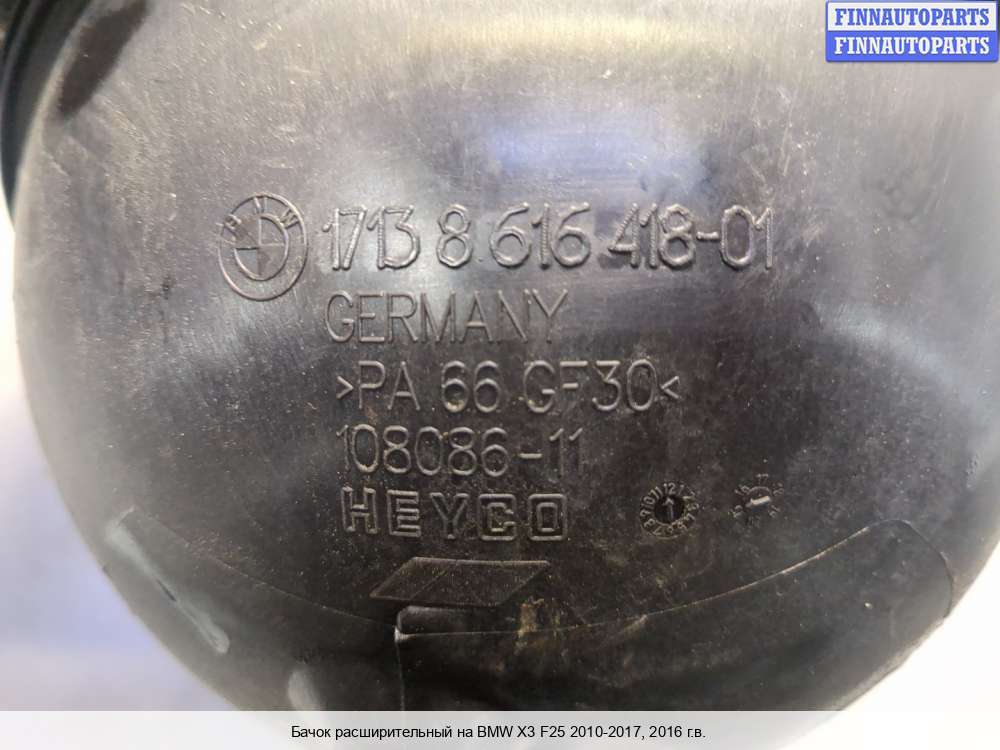 FINNAUTOPARTS
FINNAUTOPARTS
BMW
1713 8 616 418-01
GERMANY
>PA 66 GF30<
108086-11
HEYCO
Бачок расширительный на BMW X3 F25 2010-2017, 2016 г.в.